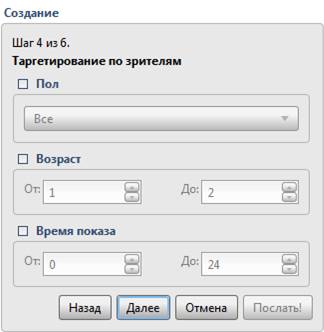 Создание
Шаг 4 из 6.
Таргетирование по зрителям
Пол
Все
Возраст
От: 1 До: 2
Время показа
От: 0 До: 24
Назад Далее Отмена Послать!